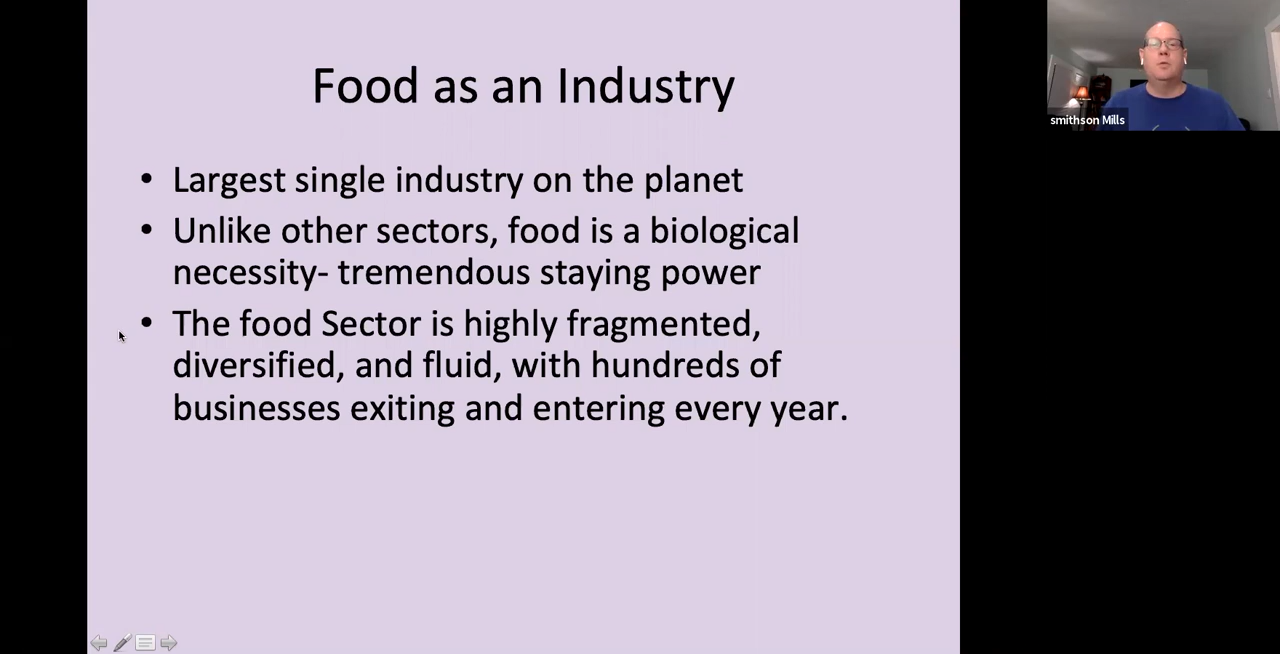 Food as an Industry
• Largest single industry on the planet
• Unlike other sectors, food is a biological
necessity- tremendous staying power
• The food Sector is highly fragmented,
diversified, and fluid, with hundreds of
businesses exiting and entering every year.
smithson Mills